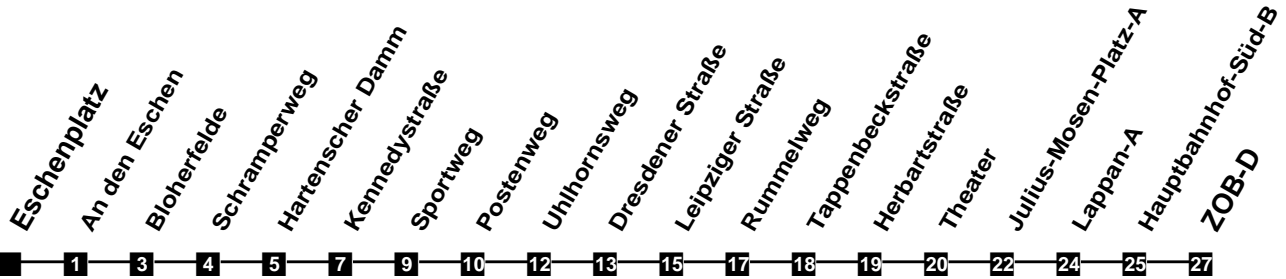 Eschenplatz
An den Eschen
Bloherfelde
Schramperweg
Hartenscher Damm
Kennedystraße
Sportweg
Postenweg
Uhlhornsweg
Dresdener Straße
Leipziger Straße
Rummelweg
Tappenbeckstraße
Herbartstraße
Theater
Julius-Mosen-Platz-A
Lappan-A
Hauptbahnhof-Süd-B
ZOB-D
1 3 4 5 7 9 10 12 13 15 17 18 19 20 22 24 25 27